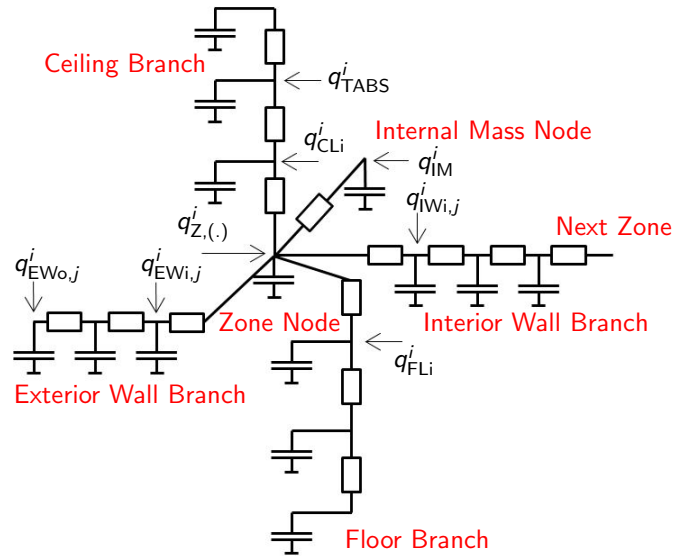 Ceiling Branch
q^i_TABS
q^i_CLi
Internal Mass Node
q^i_IM
q^i_IWi,j
q^i_Z,(.)
Next Zone
q^i_EWo,j
q^i_EWi,j
Zone Node
Interior Wall Branch
q^i_FLi
Exterior Wall Branch
Floor Branch